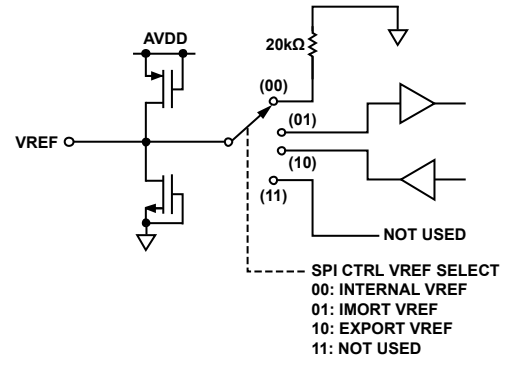 AVDD
20kΩ
(00)
VREF
(01)
(10)
(11)
NOT USED
SPI CTRL VREF SELECT
00: INTERNAL VREF
01: IMORT VREF
10: EXPORT VREF
11: NOT USED